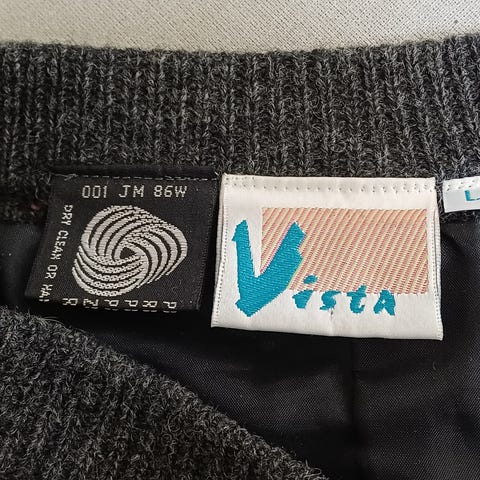 001 JM 86W
DRY CLEAN OR HA
Vista
L